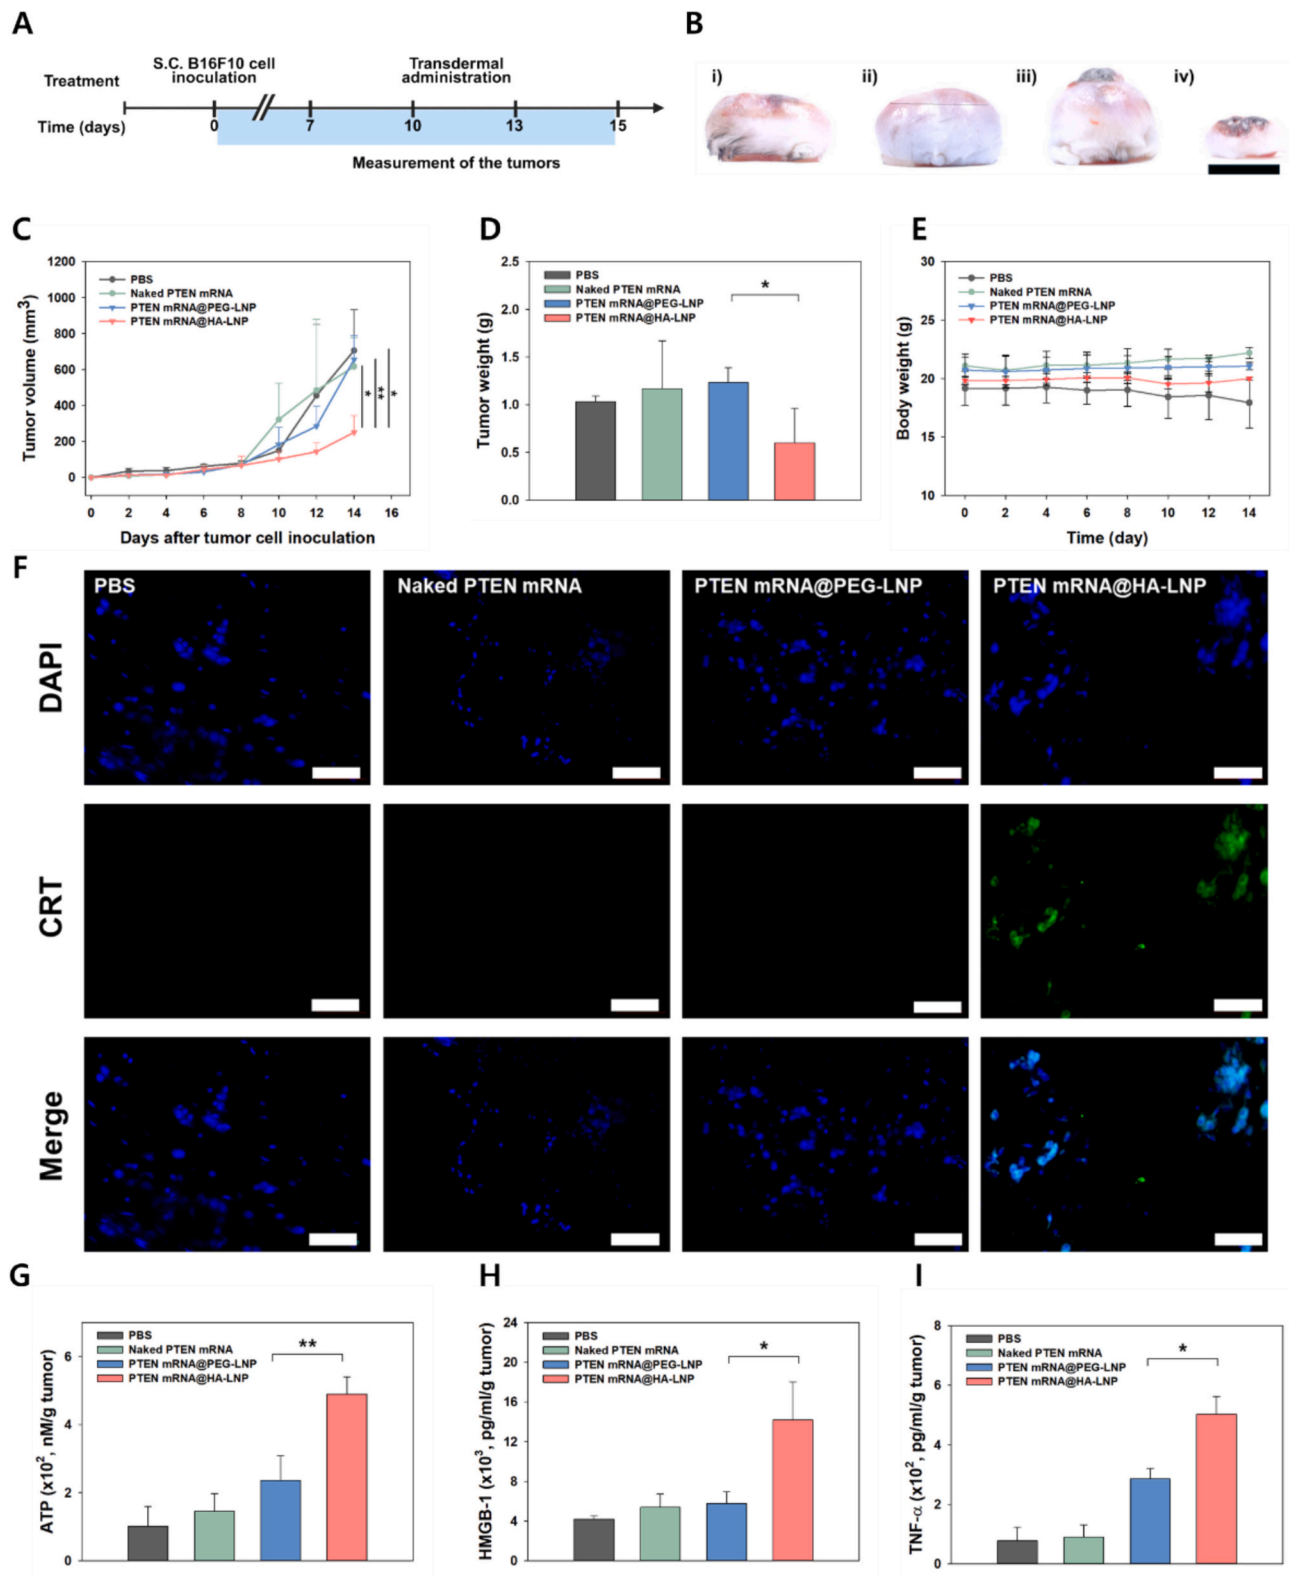 A
Treatment
S.C. B16F10 cell
inoculation
Transdermal
administration
Time (days)
0
7
10
13
15
Measurement of the tumors
B
i)
ii)
iii)
iv)
C
Tumor volume (mm³)
1200
1000
800
600
400
200
0
PBS
Naked PTEN mRNA
PTEN mRNA@PEG-LNP
PTEN mRNA@HA-LNP
*
**
*
0 2 4 6 8 10 12 14 16
Days after tumor cell inoculation
D
Tumor weight (g)
2.5
2.0
1.5
1.0
0.5
0.0
PBS
Naked PTEN mRNA
PTEN mRNA@PEG-LNP
PTEN mRNA@HA-LNP
*
E
Body weight (g)
30
25
20
15
10
PBS
Naked PTEN mRNA
PTEN mRNA@PEG-LNP
PTEN mRNA@HA-LNP
0 2 4 6 8 10 12 14
Time (day)
F
PBS
Naked PTEN mRNA
PTEN mRNA@PEG-LNP
PTEN mRNA@HA-LNP
DAPI
CRT
Merge
G
ATP (x10², nM/g tumor)
6
4
2
0
PBS
Naked PTEN mRNA
PTEN mRNA@PEG-LNP
PTEN mRNA@HA-LNP
**
H
HMGB-1 (x10³, pg/ml/g tumor)
24
20
16
12
8
4
0
PBS
Naked PTEN mRNA
PTEN mRNA@PEG-LNP
PTEN mRNA@HA-LNP
*
I
TNF-α (x10², pg/ml/g tumor)
8
6
4
2
0
PBS
Naked PTEN mRNA
PTEN mRNA@PEG-LNP
PTEN mRNA@HA-LNP
*